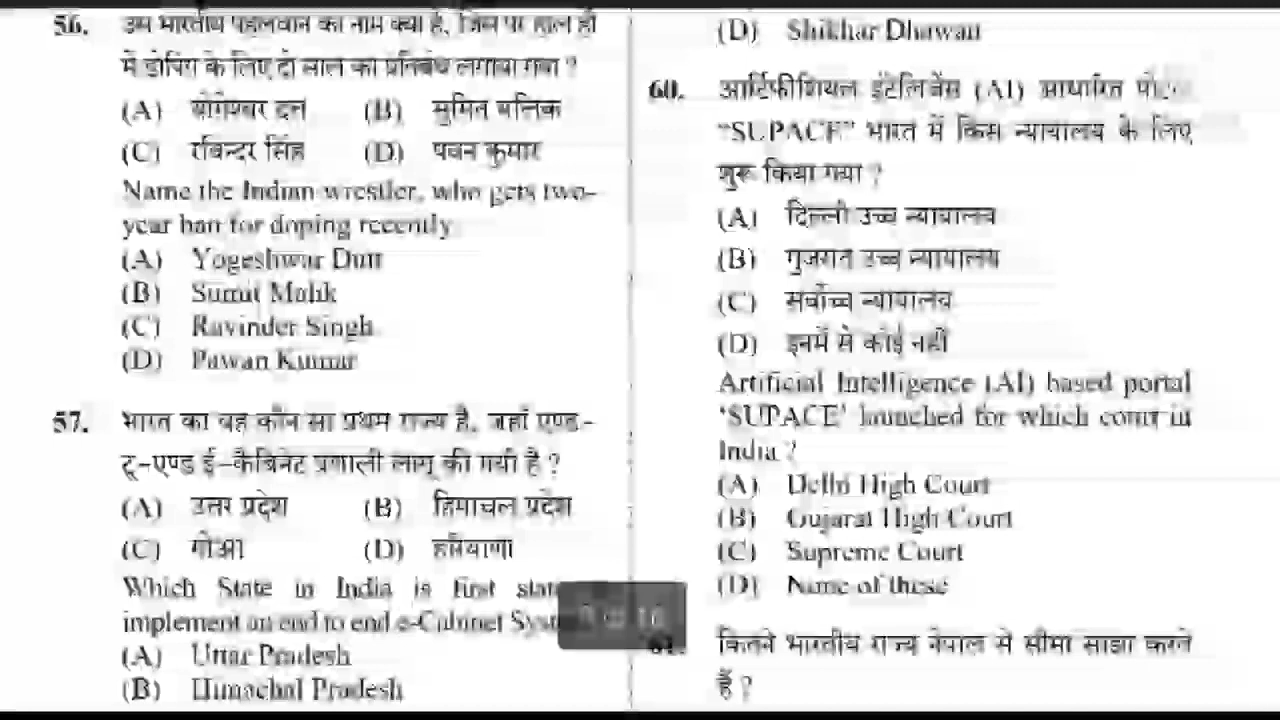 56. उस भारतीय पहलवान का नाम क्या है, जिस पर हाल ही
में डोपिंग के लिए दो साल का प्रतिबंध लगाया गया ?
(A) योगेश्वर दत्त (B) सुमित मलिक
(C) रविन्दर सिंह (D) पवन कुमार
Name the Indian wrestler, who gets two-
year ban for doping recently
(A) Yogeshwar Dutt
(B) Sumit Malik
(C) Ravinder Singh
(D) Pawan Kumar
57. भारत का वह कौन सा प्रथम राज्य है, जहां एण्ड-
टू-एण्ड ई-कैबिनेट प्रणाली लागू की गयी है ?
(A) उत्तर प्रदेश (B) हिमाचल प्रदेश
(C) गोआ (D) हरियाणा
Which State in India is first state
implement an end to end e-Cabinet
(A) Uttar Pradesh
(B) Himachal Pradesh
(D) Shikhar Dhawan
60. आर्टिफीशियल इंटेलिजेंस (AI) आधारित
“SUPACE” भारत में किस न्यायालय के लिए
शुरू किया गया ?
(A) दिल्ली उच्च न्यायालय
(B) गुजरात उच्च न्यायालय
(C) सर्वोच्च न्यायालय
(D) इनमें से कोई नहीं
Artificial Intelligence (AI) based portal
‘SUPACE’ launched for which court in
India ?
(A) Delhi High Court
(B) Gujarat High Court
(C) Supreme Court
(D) None of these
61. कितने भारतीय राज्य नेपाल से सीमा साझा करते
हैं ?